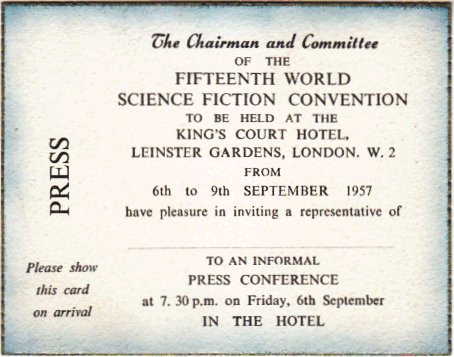 The Chairman and Committee
OF THE
FIFTEENTH WORLD
SCIENCE FICTION CONVENTION
TO BE HELD AT THE
KING'S COURT HOTEL,
LEINSTER GARDENS, LONDON. W. 2
FROM
6th to 9th SEPTEMBER 1957
have pleasure in inviting a representative of
TO AN INFORMAL
PRESS CONFERENCE
at 7. 30 p.m. on Friday, 6th September
IN THE HOTEL
PRESS
Please show
this card
on arrival